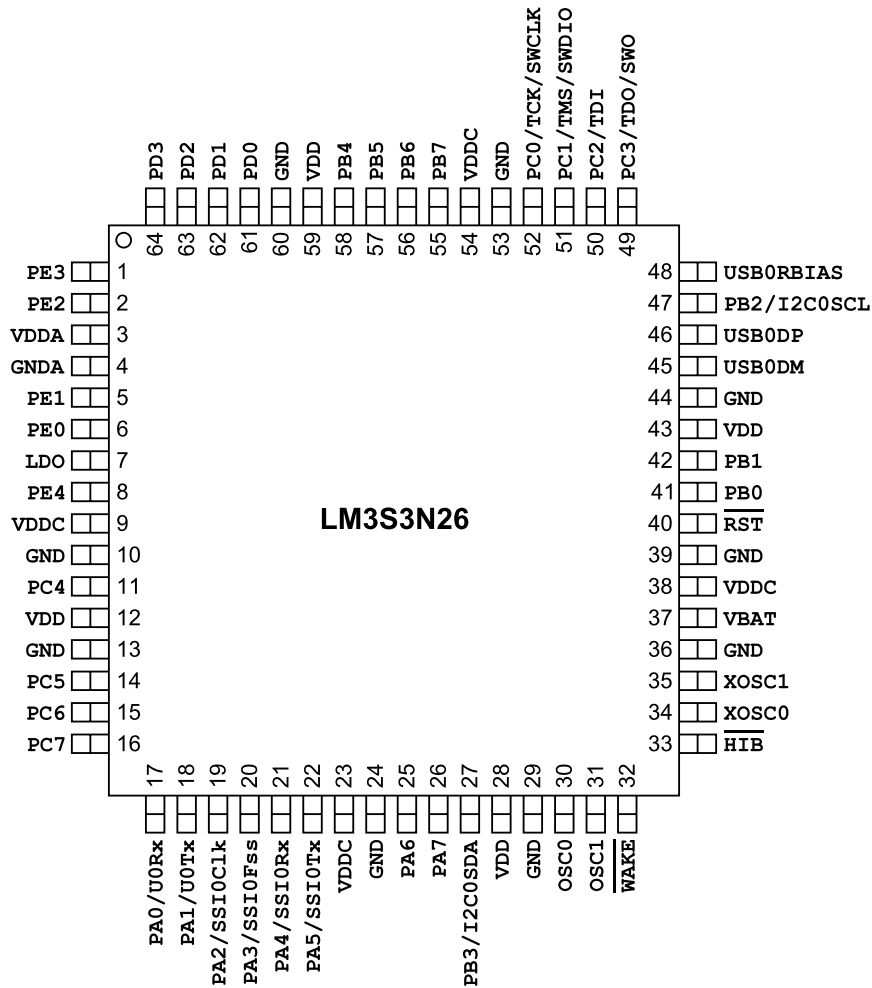 PD3 PD2 PD1 PD0 GND VDD PB4 PB5 PB6 PB7 VDDC GND PC0/TCK/SWCLK PC1/TMS/SWDIO PC2/TDI PC3/TDO/SWO
64 63 62 61 60 59 58 57 56 55 54 53 52 51 50 49
PE3 1 48 USB0RBIAS
PE2 2 47 PB2/I2C0SCL
VDDA 3 46 USB0DP
GNDA 4 45 USB0DM
PE1 5 44 GND
PE0 6 43 VDD
LDO 7 42 PB1
PE4 8 41 PB0
LM3S3N26
VDDC 9 40 RST
GND 10 39 GND
PC4 11 38 VDDC
VDD 12 37 VBAT
GND 13 36 GND
PC5 14 35 XOSC1
PC6 15 34 XOSC0
PC7 16 33 HIB
17 18 19 20 21 22 23 24 25 26 27 28 29 30 31 32
PA0/U0Rx PA1/U0Tx PA2/SSI0Clk PA3/SSI0Fss PA4/SSI0Rx PA5/SSI0Tx VDDC GND PA6 PA7 PB3/I2C0SDA VDD GND OSC0 OSC1 WAKE